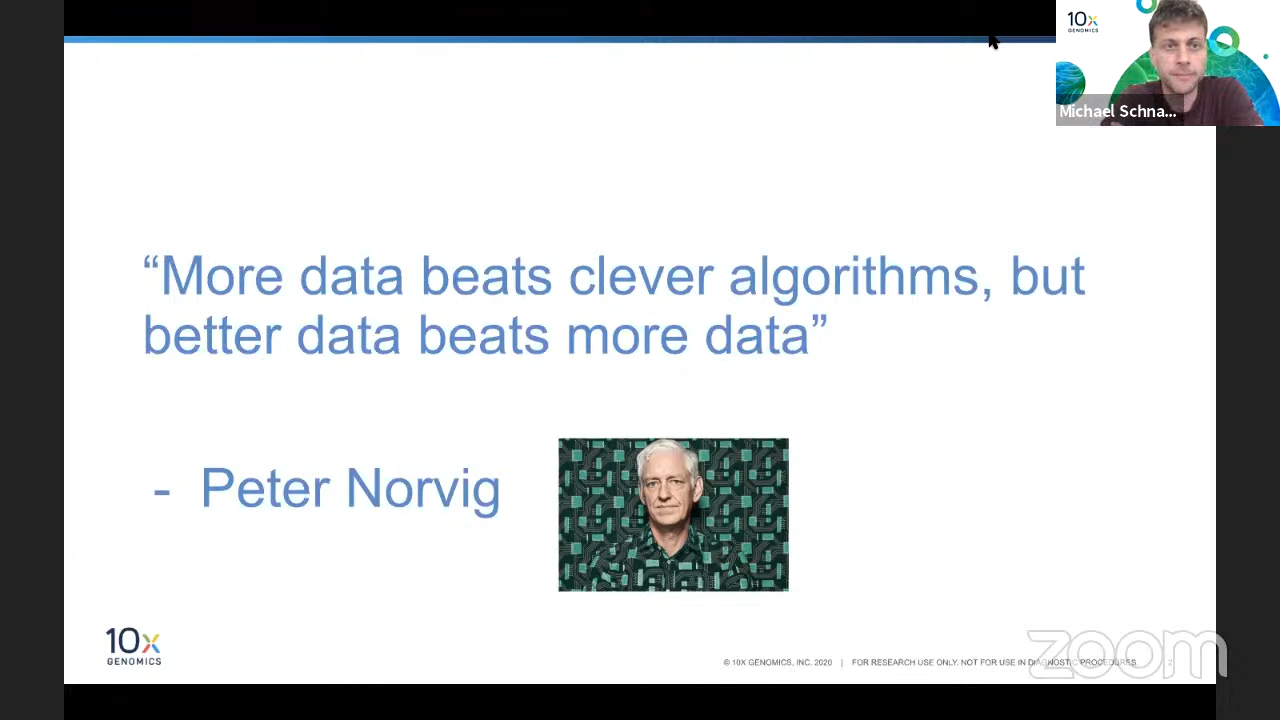 10x
GENOMICS
Michael Schna...
“More data beats clever algorithms, but
better data beats more data”
- Peter Norvig
10x
GENOMICS
© 10X GENOMICS, INC. 2020 | FOR RESEARCH USE ONLY. NOT FOR USE IN DIAGNOSTIC PROCEDURES. 2
zoom